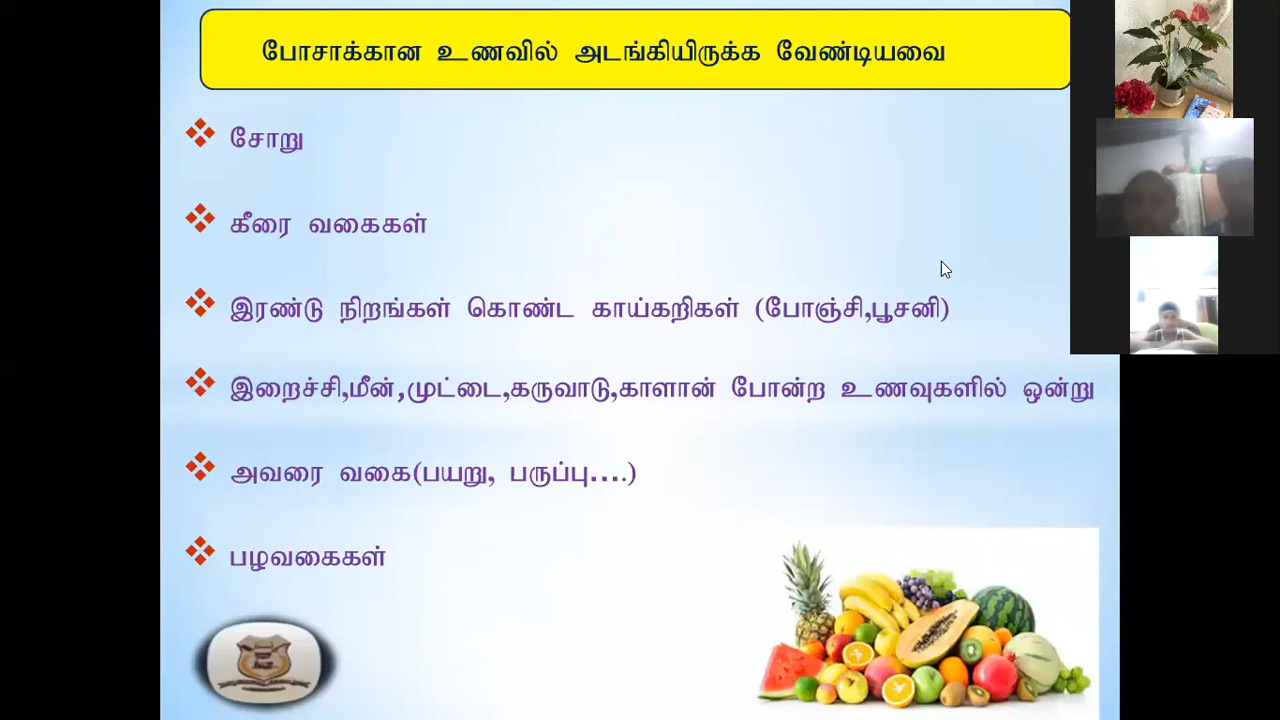 போசாக்கான உணவில் அடங்கியிருக்க வேண்டியவை
சோறு
கீரை வகைகள்
இரண்டு நிறங்கள் கொண்ட காய்கறிகள் (போஞ்சி,பூசனி)
இறைச்சி,மீன்,முட்டை,கருவாடு,காளான் போன்ற உணவுகளில் ஒன்று
அவரை வகை(பயறு, பருப்பு....)
பழவகைகள்